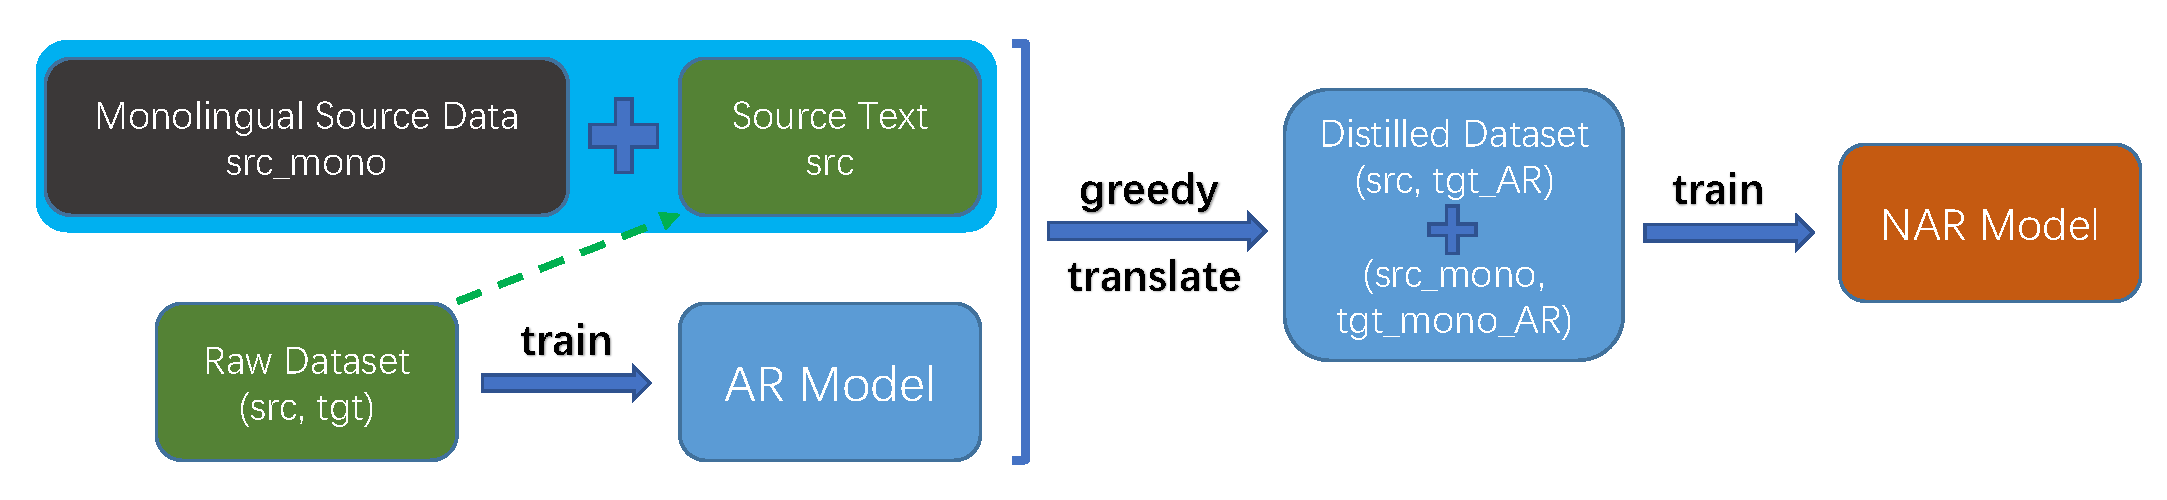 Monolingual Source Data
src_mono
Source Text
src
Raw Dataset
(src, tgt)
train
AR Model
greedy
translate
Distilled Dataset
(src, tgt_AR)
(src_mono,
tgt_mono_AR)
train
NAR Model